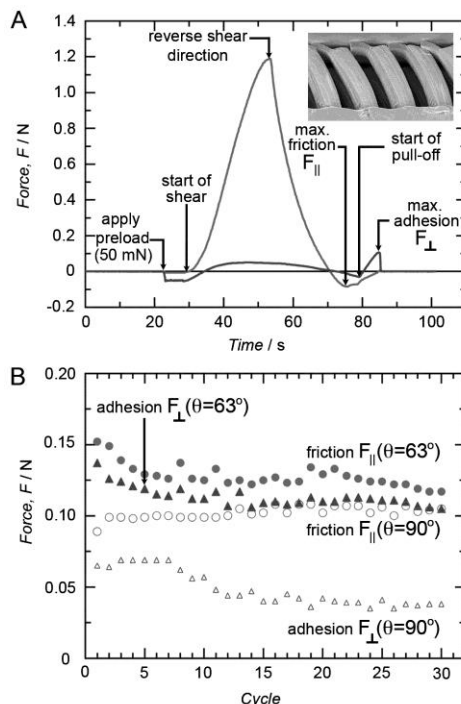 A
1.4
1.2
1.0
0.8
0.6
0.4
0.2
0
-0.2
Force, F / N
reverse shear
direction
max.
friction
F∥
start of
pull-off
start of
shear
apply
preload
(50 mN)
max.
adhesion
F⊥
0 20 40 60 80 100
Time / s
B
0.20
0.15
0.10
0.05
0
Force, F / N
adhesion F⊥(θ=63°)
friction F∥(θ=63°)
friction F∥(θ=90°)
adhesion F⊥(θ=90°)
0 5 10 15 20 25 30
Cycle